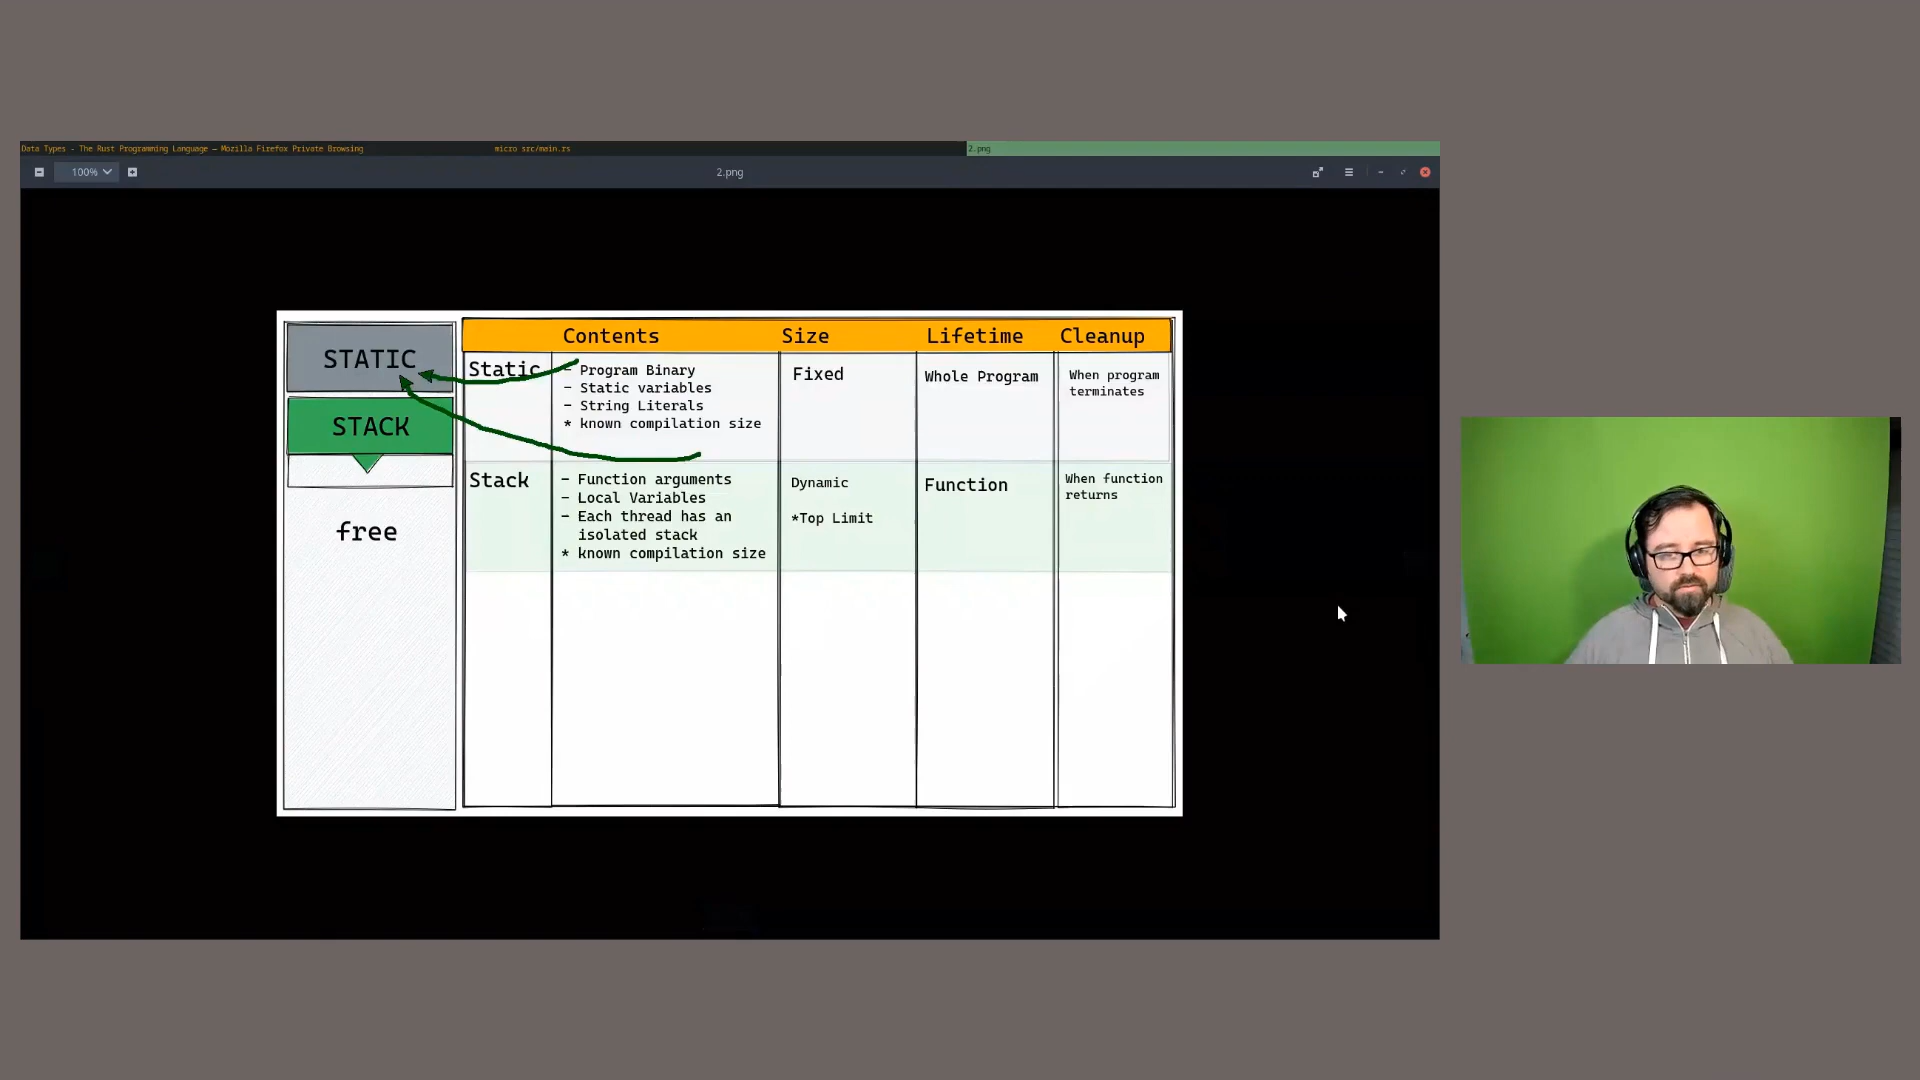 Data Types - The Rust Programming Language — Mozilla Firefox Private Browsing
micro src/main.rs
2.png
100%
2.png
STATIC
STACK
free
Contents
Size
Lifetime
Cleanup
Static
- Program Binary
- Static variables
- String Literals
* known compilation size
Fixed
Whole Program
When program
terminates
Stack
- Function arguments
- Local Variables
- Each thread has an
isolated stack
* known compilation size
Dynamic
*Top Limit
Function
When function
returns